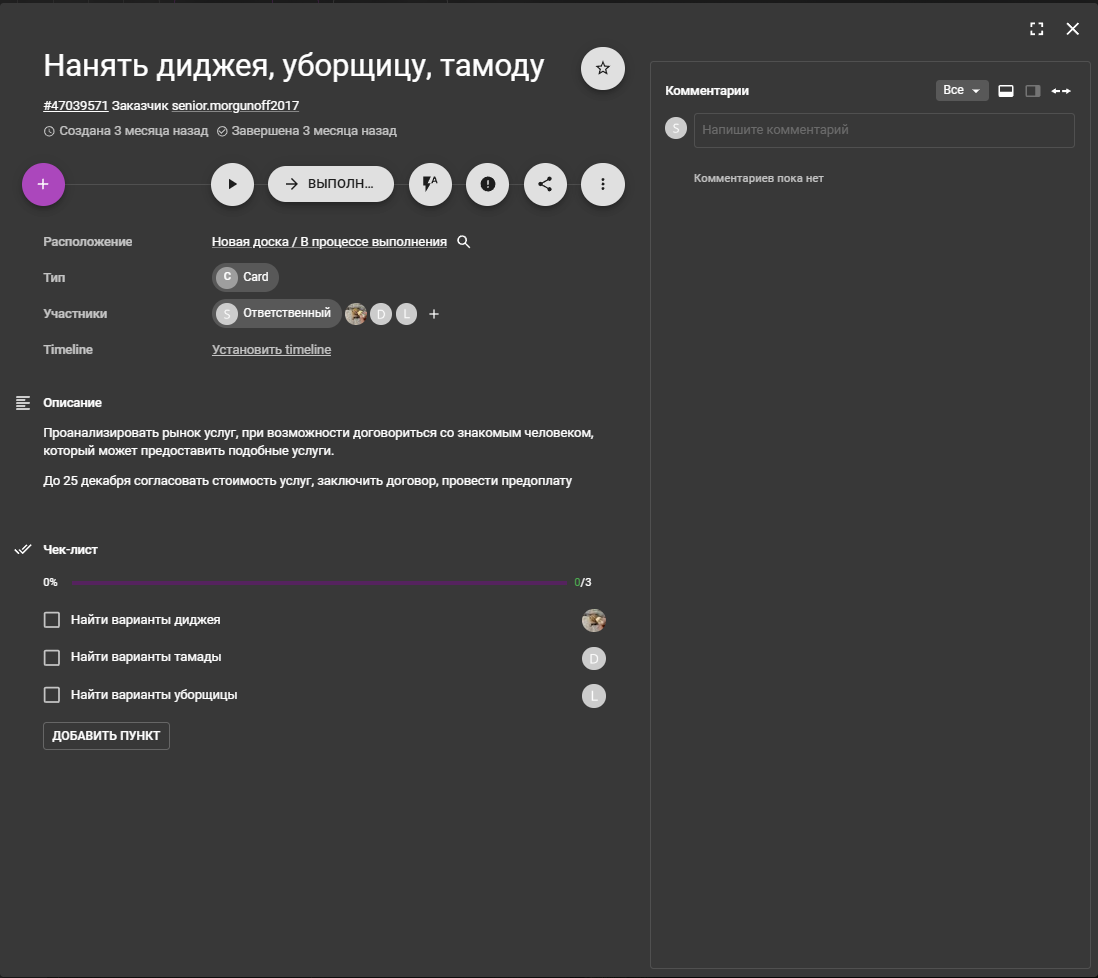 Нанять диджея, уборщицу, тамоду
#47039571 Заказчик senior.morgunoff2017
Создана 3 месяца назад Завершена 3 месяца назад
ВЫПОЛН...
Расположение Новая доска / В процессе выполнения
Тип C Card
Участники S Ответственный D L
Timeline Установить timeline
Описание
Проанализировать рынок услуг, при возможности договориться со знакомым человеком,
который может предоставить подобные услуги.
До 25 декабря согласовать стоимость услуг, заключить договор, провести предоплату
Чек-лист
0% 0/3
Найти варианты диджея
Найти варианты тамады D
Найти варианты уборщицы L
ДОБАВИТЬ ПУНКТ
Комментарии Все
S Напишите комментарий
Комментариев пока нет